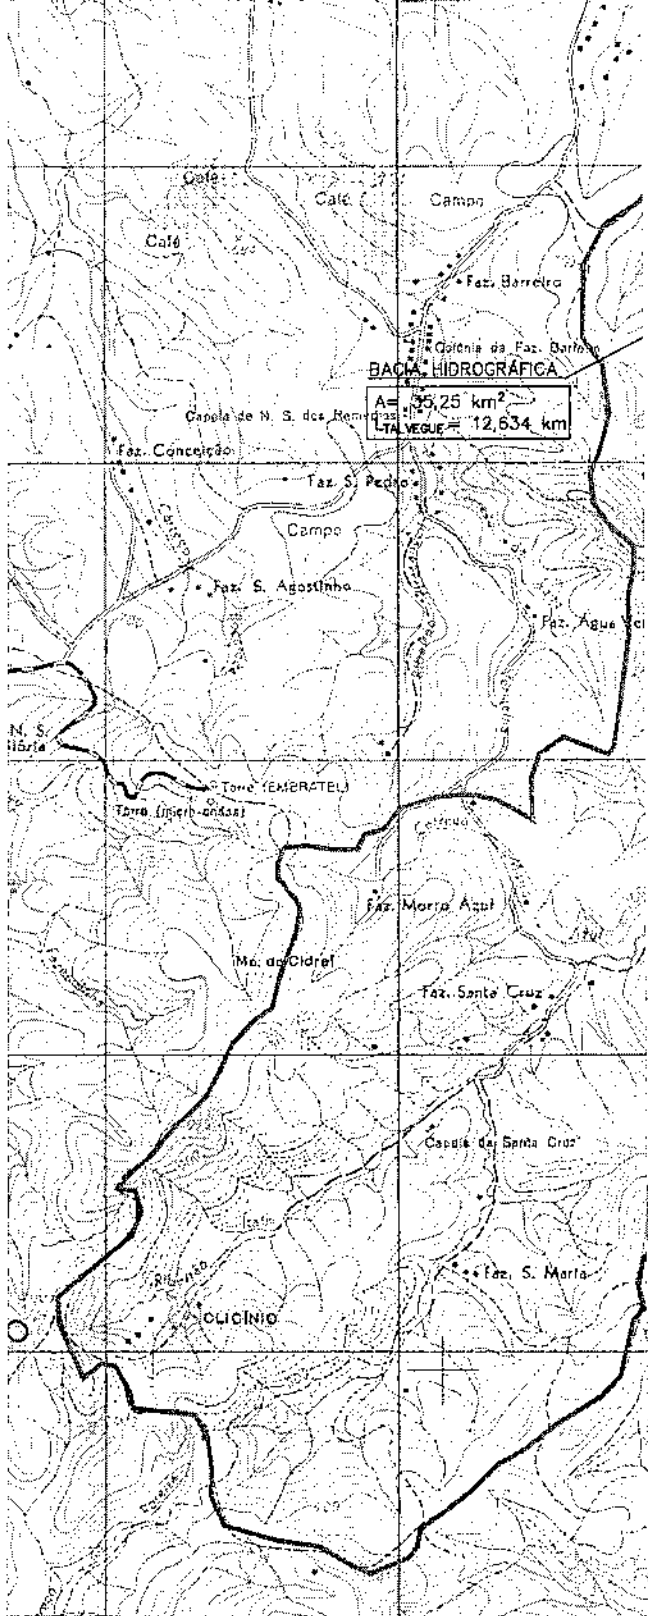 Café
Café
Campo
Café
Faz. Barreiro
Colônia da Faz. Barreiro
BACIA HIDROGRÁFICA
A= 35,25 km²
L TALVEGUE = 12,634 km
Capela de N. S. dos Remédios
Faz. Conceição
Faz. S. Pedro
Campo
Faz. S. Agostinho
Faz. Água
N. S.
Glória
Torre (EMBRATEL)
Torre (micro-ondas)
Faz. Morro Azul
Mo. do Cidral
Faz. Santa Cruz
Capela da Santa Cruz
Ribeirão
Faz. S. Marta
CLICÍNIO